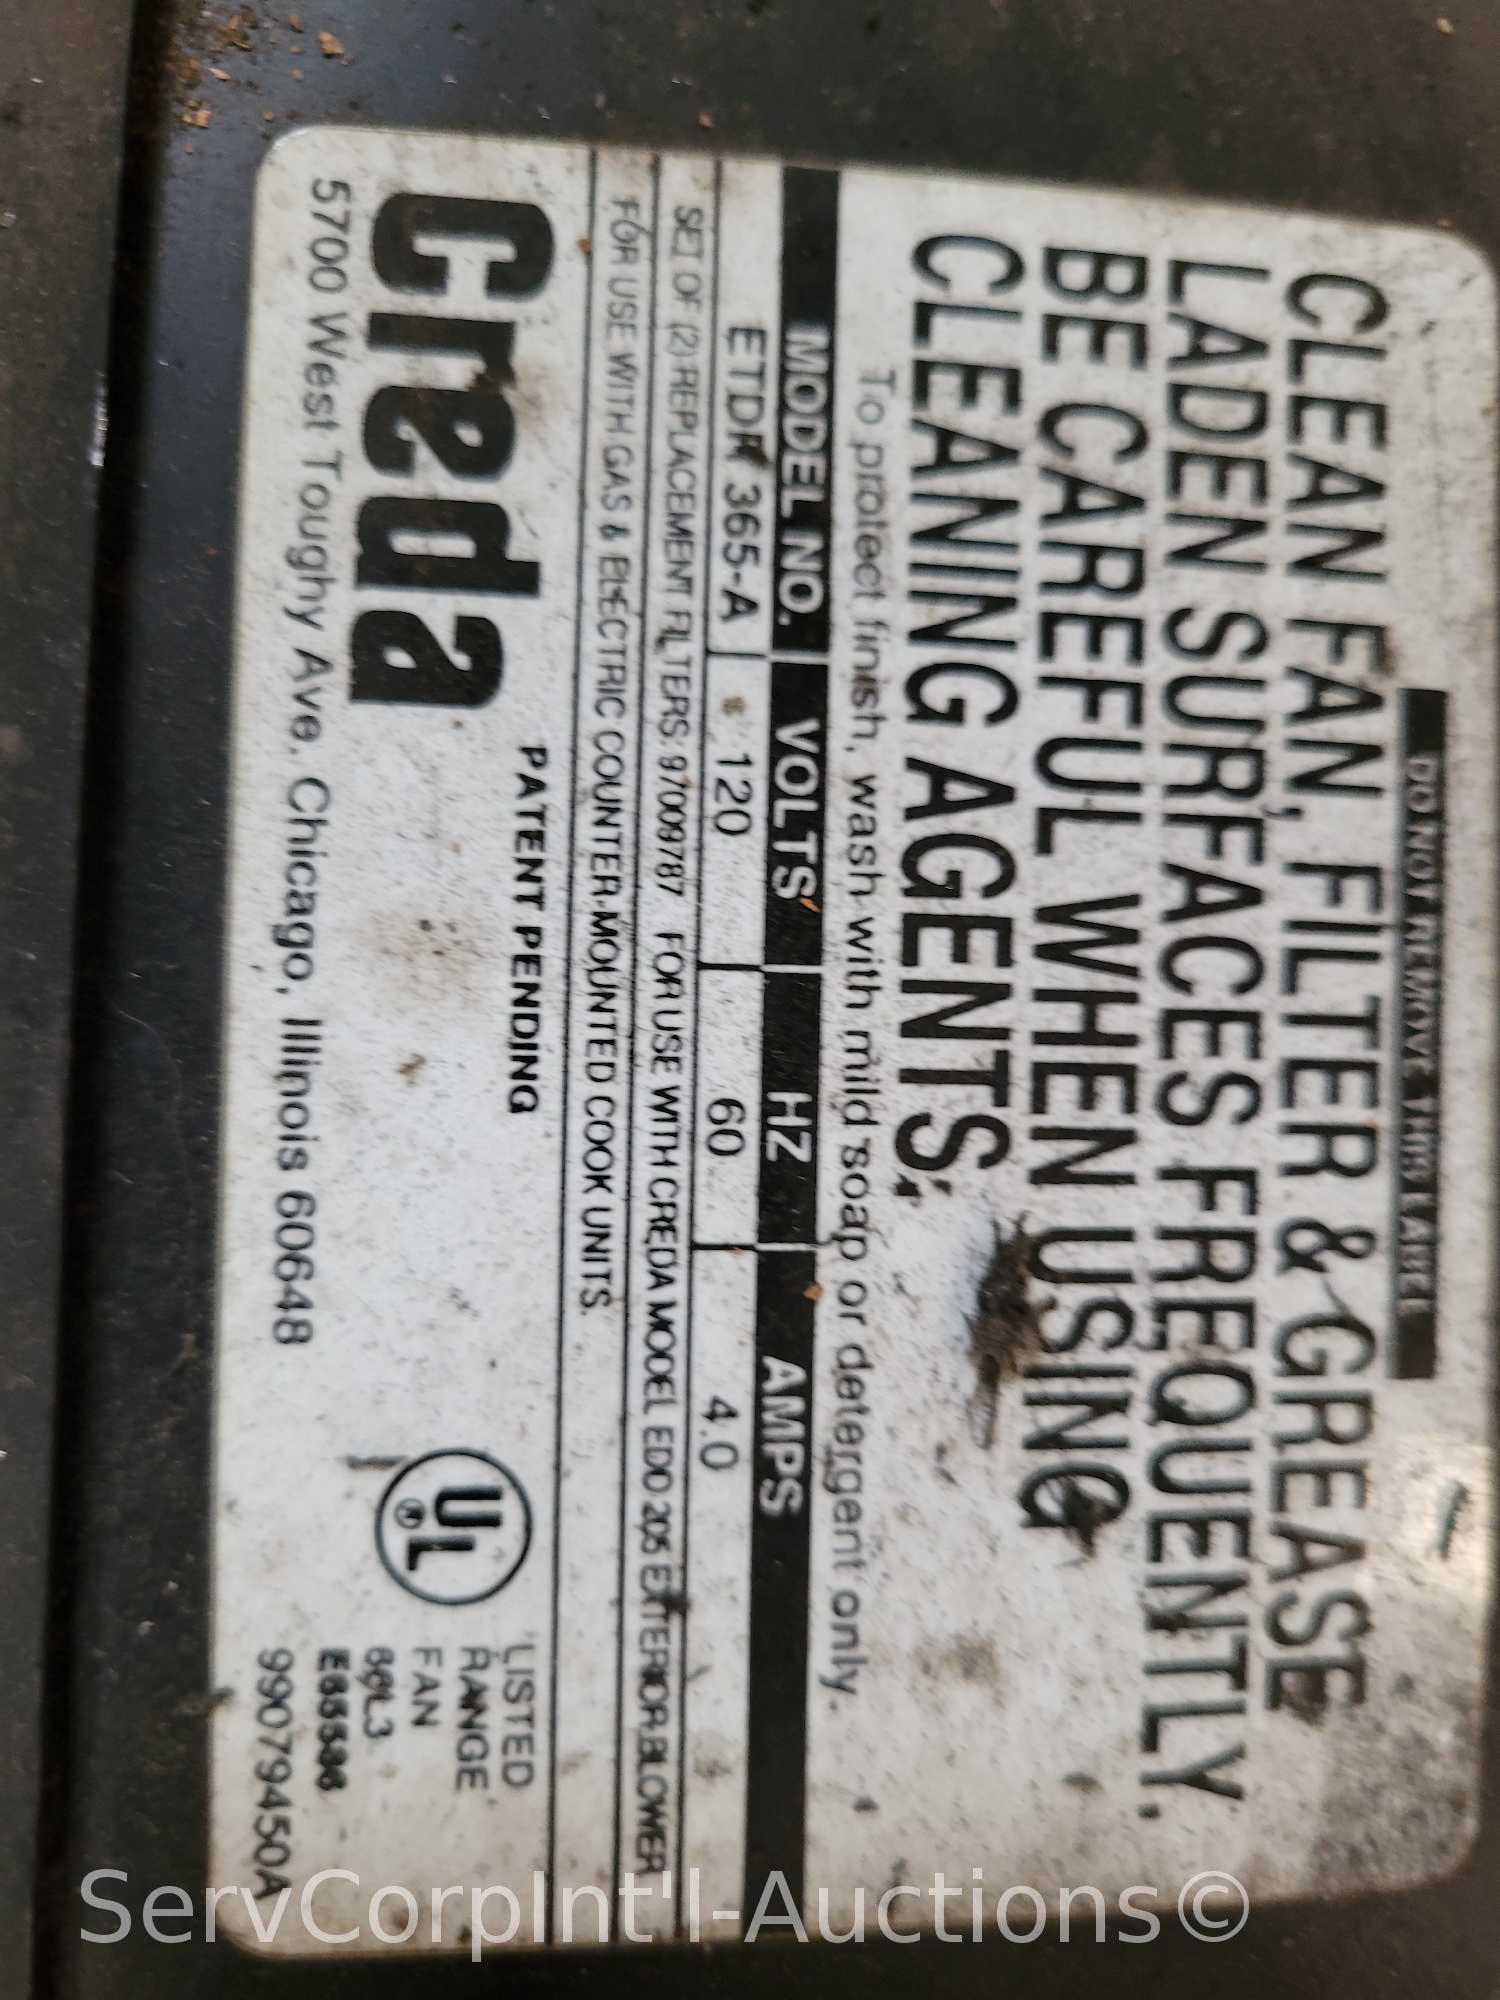 DO NOT REMOVE THIS LABEL
CLEAN FAN, FILTER & GREASE
LADEN SURFACES FREQUENTLY,
BE CAREFUL WHEN USING
CLEANING AGENTS,
To protect finish, wash with mild soap or detergent only.
MODEL NO. VOLTS HZ AMPS
ETDR 365-A 120 60 4.0
SET OF (2) REPLACEMENT FILTERS: 97009787 FOR USE WITH CREDA MODEL EDO 205 EXTERIOR BLOWER
FOR USE WITH GAS & ELECTRIC COUNTER-MOUNTED COOK UNITS.
Creda
PATENT PENDING
5700 West Toughy Ave. Chicago, Illinois 60648
UL ®
LISTED
RANGE
FAN
66L3
99079450A
ServCorpInt'l-Auctions©